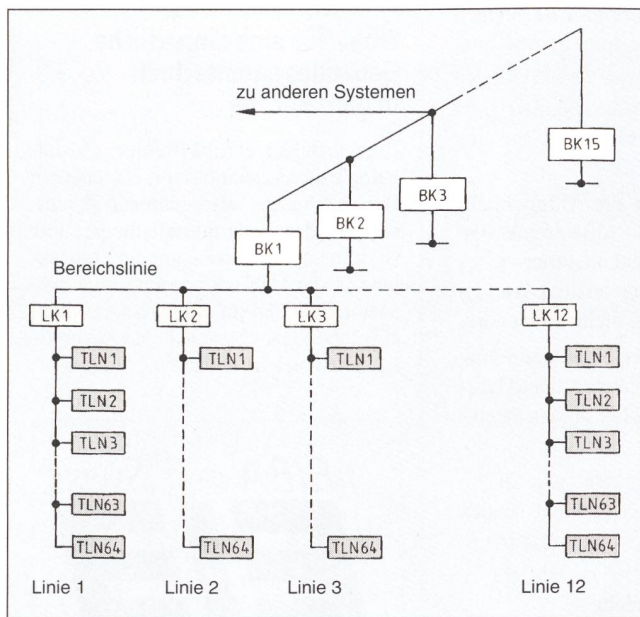 zu anderen Systemen
BK15
BK3
BK2
BK1
Bereichslinie
LK1 LK2 LK3 LK12
TLN1 TLN1 TLN1 TLN1
TLN2 TLN2
TLN3 TLN3
TLN63 TLN63
TLN64 TLN64 TLN64 TLN64
Linie 1 Linie 2 Linie 3 Linie 12